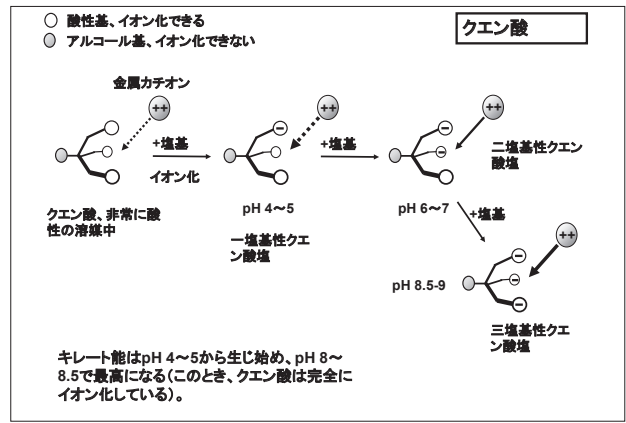 酸性基、イオン化できる
アルコール基、イオン化できない
クエン酸
金属カチオン
++
++
++
+塩基
イオン化
+塩基
クエン酸、非常に酸
性の溶媒中
pH 4〜5
一塩基性クエ
ン酸塩
pH 6〜7
二塩基性クエン
酸塩
+塩基
++
pH 8.5-9
三塩基性クエ
ン酸塩
キレート能はpH 4〜5から生じ始め、pH 8〜
8.5で最高になる(このとき、クエン酸は完全に
イオン化している)。